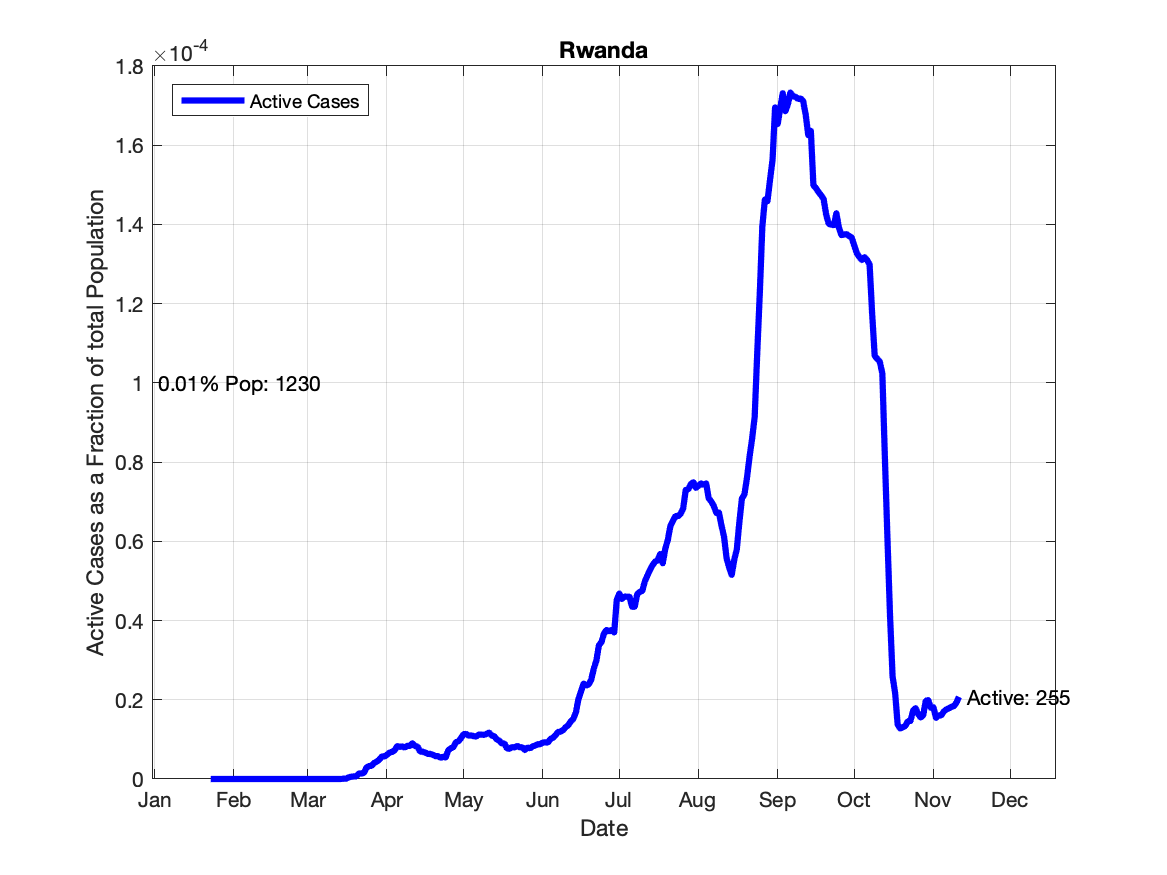 Rwanda
×10-4
1.8
1.6
1.4
1.2
1
0.8
0.6
0.4
0.2
0
Active Cases
0.01% Pop: 1230
Active: 255
Active Cases as a Fraction of total Population
Jan Feb Mar Apr May Jun Jul Aug Sep Oct Nov Dec
Date